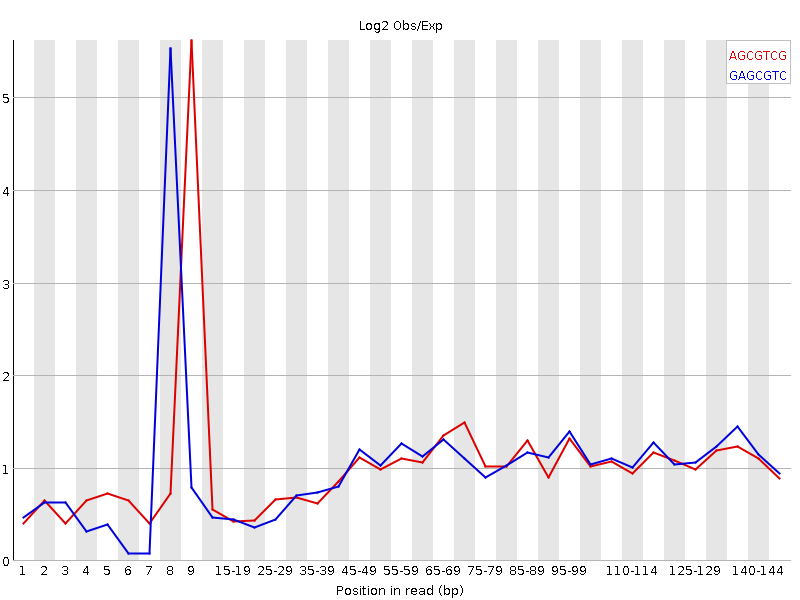 Log2 Obs/Exp
AGCGTCG
GAGCGTC
5
4
3
2
1
0
1 2 3 4 5 6 7 8 9 15-19 25-29 35-39 45-49 55-59 65-69 75-79 85-89 95-99 110-114 125-129 140-144
Position in read (bp)